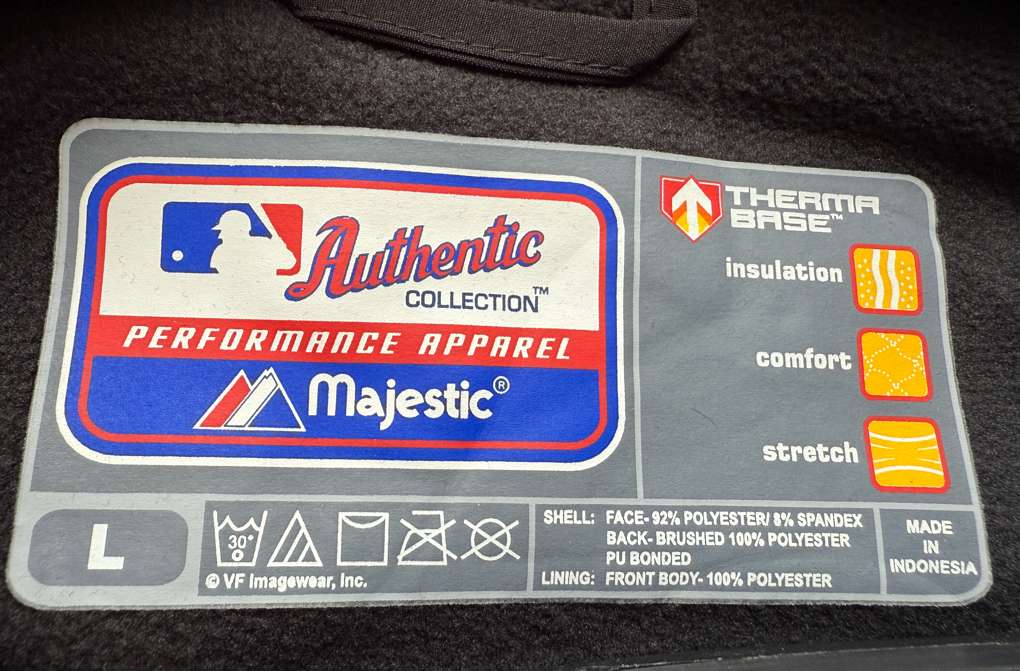 Authentic
COLLECTION™
PERFORMANCE APPAREL
Majestic®
THERMA
BASE™
insulation
comfort
stretch
L
30°
© VF Imagewear, Inc.
SHELL: FACE- 92% POLYESTER/ 8% SPANDEX
BACK- BRUSHED 100% POLYESTER
PU BONDED
LINING: FRONT BODY- 100% POLYESTER
MADE
IN
INDONESIA